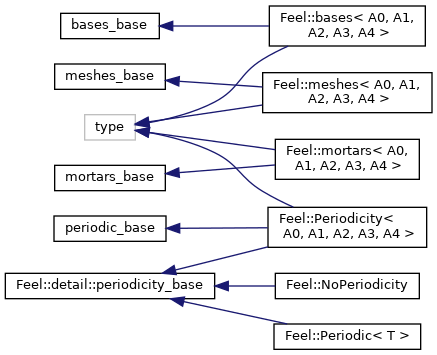 bases_base
Feel::bases< A0, A1,
A2, A3, A4 >
meshes_base
Feel::meshes< A0, A1,
A2, A3, A4 >
type
Feel::mortars< A0,
A1, A2, A3, A4 >
mortars_base
Feel::Periodicity<
A0, A1, A2, A3, A4 >
periodic_base
Feel::detail::periodicity_base
Feel::NoPeriodicity
Feel::Periodic< T >